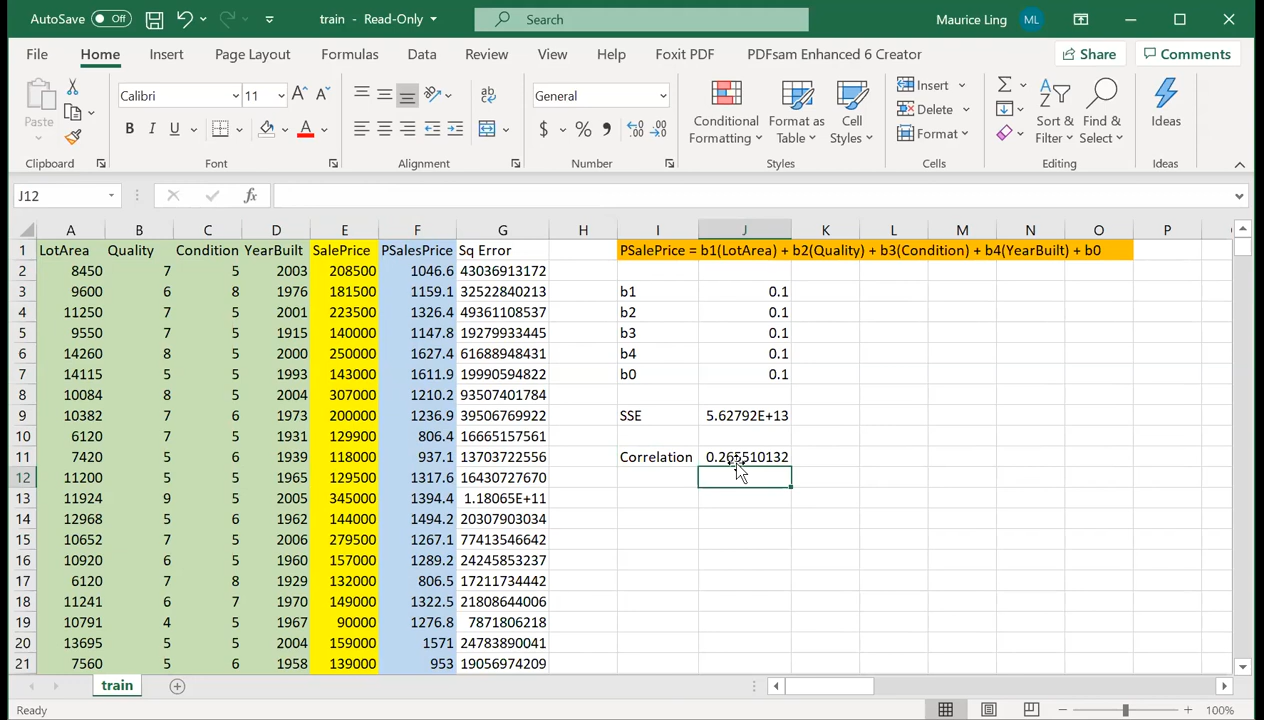 AutoSave Off train - Read-Only Search Maurice Ling ML
File Home Insert Page Layout Formulas Data Review View Help Foxit PDF PDFsam Enhanced 6 Creator Share Comments
Paste Calibri 11 A A ab General Insert Sort & Find & Ideas
B I U A $ % 9 Conditional Format as Cell Delete
Formatting Table Styles Format Filter Select
Clipboard Font Alignment Number Styles Cells Editing Ideas
J12 fx
A B C D E F G H I J K L M N O P
1 LotArea Quality Condition YearBuilt SalePrice PSalesPrice Sq Error PSalePrice = b1(LotArea) + b2(Quality) + b3(Condition) + b4(YearBuilt) + b0
2 8450 7 5 2003 208500 1046.6 43036913172
3 9600 6 8 1976 181500 1159.1 32522840213 b1 0.1
4 11250 7 5 2001 223500 1326.4 49361108537 b2 0.1
5 9550 7 5 1915 140000 1147.8 19279933445 b3 0.1
6 14260 8 5 2000 250000 1627.4 61688948431 b4 0.1
7 14115 5 5 1993 143000 1611.9 19990594822 b0 0.1
8 10084 8 5 2004 307000 1210.2 93507401784
9 10382 7 6 1973 200000 1236.9 39506769922 SSE 5.62792E+13
10 6120 7 5 1931 129900 806.4 16665157561
11 7420 5 6 1939 118000 937.1 13703722556 Correlation 0.265510132
12 11200 5 5 1965 129500 1317.6 16430727670
13 11924 9 5 2005 345000 1394.4 1.18065E+11
14 12968 5 6 1962 144000 1494.2 20307903034
15 10652 7 5 2006 279500 1267.1 77413546642
16 10920 6 5 1960 157000 1289.2 24245853237
17 6120 7 8 1929 132000 806.5 17211734442
18 11241 6 7 1970 149000 1322.5 21808644006
19 10791 4 5 1967 90000 1276.8 7871806218
20 13695 5 5 2004 159000 1571 24783890041
21 7560 5 6 1958 139000 953 19056974209
train
Ready 100%